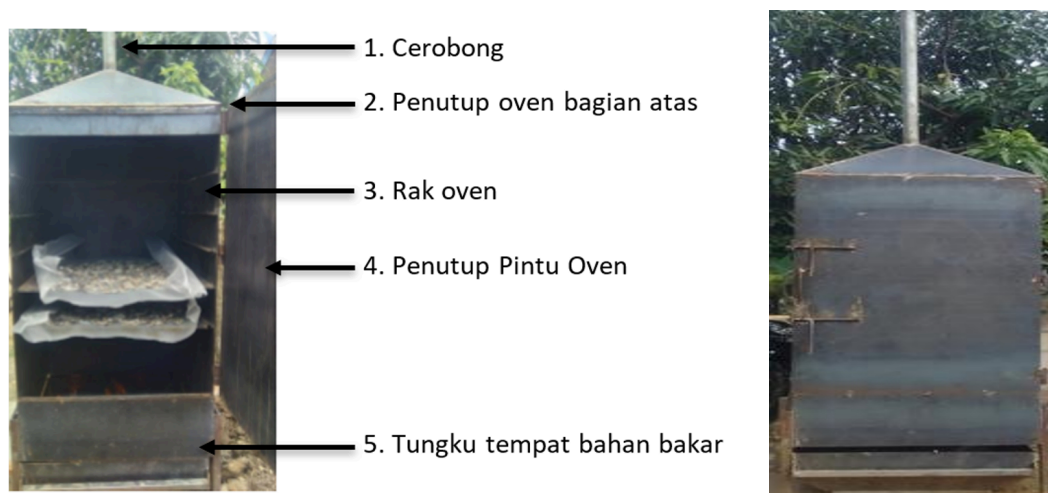 1. Cerobong
2. Penutup oven bagian atas
3. Rak oven
4. Penutup Pintu Oven
5. Tungku tempat bahan bakar